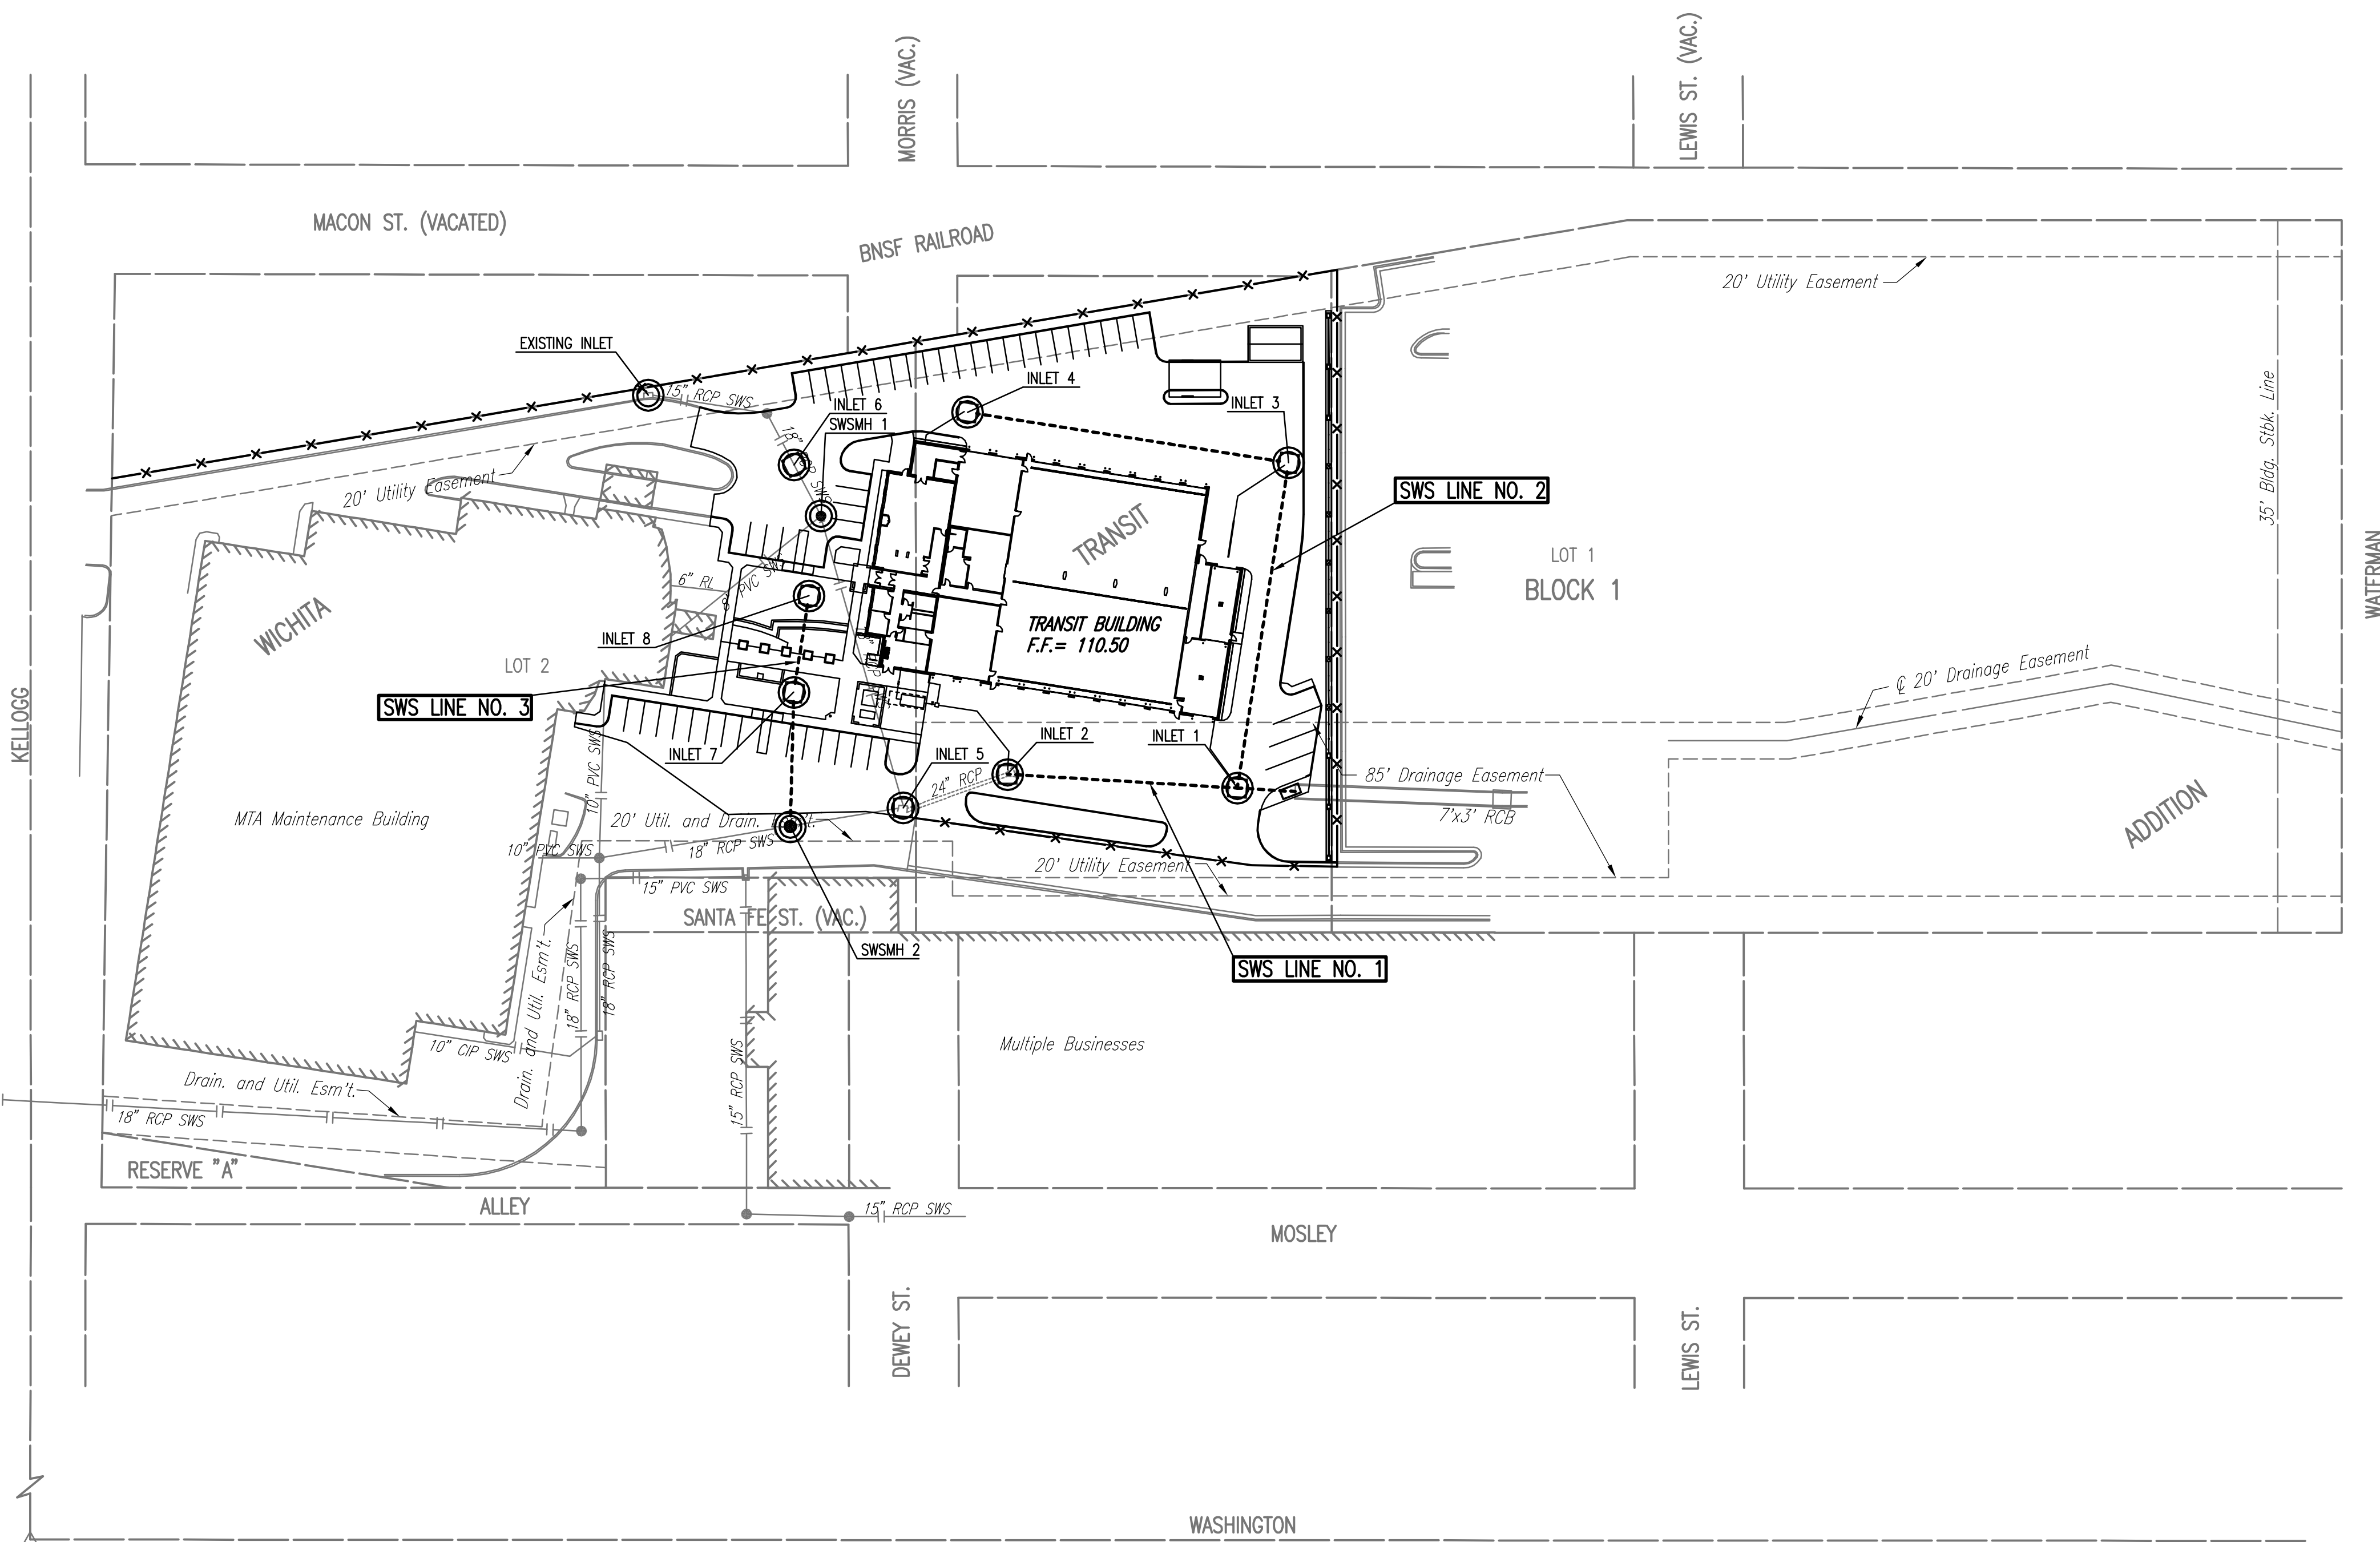 MORRIS (VAC.)
LEWIS ST. (VAC.)
MACON ST. (VACATED)
BNSF RAILROAD
20' Utility Easement
EXISTING INLET
15" RCP SWS
INLET 4
INLET 6
SWSMH 1
INLET 3
18" RCP SWS
35' Bldg. Stbk. Line
20' Utility Easement
SWS LINE NO. 2
TRANSIT
LOT 1
BLOCK 1
WATERMAN
6" RL
8" PVC SWS
WICHITA
TRANSIT BUILDING
F.F.= 110.50
INLET 8
LOT 2
SWS LINE NO. 3
KELLOGG
℄ 20' Drainage Easement
INLET 7
INLET 5
INLET 2
INLET 1
10" PVC SWS
24" RCP
85' Drainage Easement
7'x3' RCB
ADDITION
MTA Maintenance Building
20' Util. and Drain.
10" PVC SWS
18" RCP SWS
20' Utility Easement
15" PVC SWS
SANTA FE ST. (VAC.)
SWSMH 2
SWS LINE NO. 1
Drain. and Util. Esm't.
18" RCP SWS
18" RCP SWS
10" CIP SWS
15" RCP SWS
Multiple Businesses
Drain. and Util. Esm't.
18" RCP SWS
RESERVE "A"
ALLEY
15" RCP SWS
MOSLEY
DEWEY ST.
LEWIS ST.
WASHINGTON